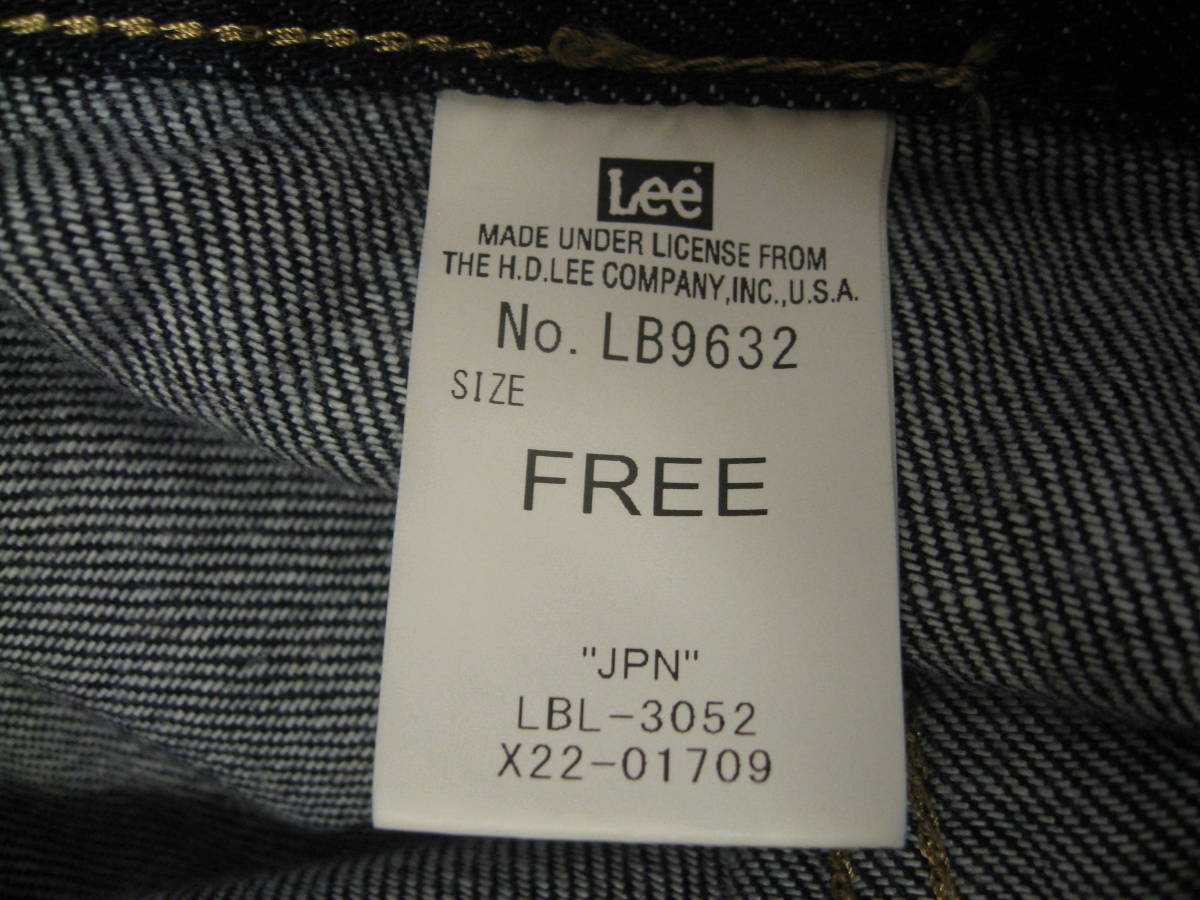 Lee
MADE UNDER LICENSE FROM
THE H.D.LEE COMPANY,INC.,U.S.A.
No. LB9632
SIZE
FREE
"JPN"
LBL-3052
X22-01709